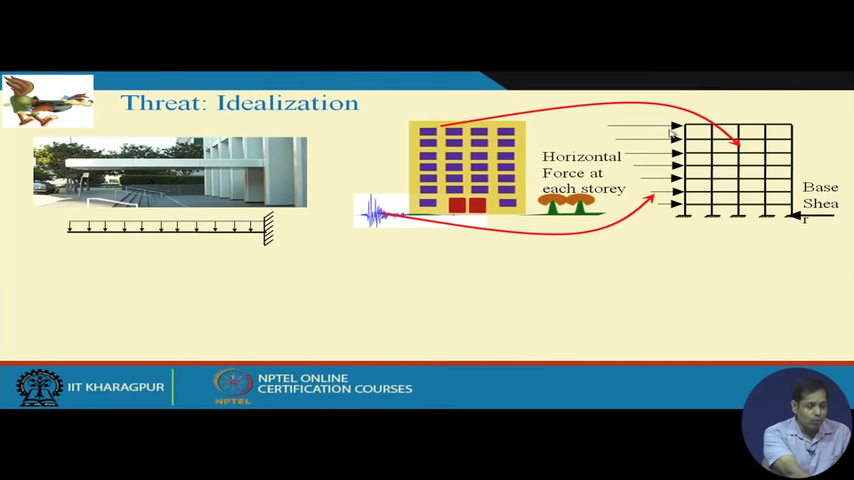 Threat: Idealization
Horizontal
Force at
each storey
Base
Shea
r
IIT KHARAGPUR
NPTEL
NPTEL ONLINE
CERTIFICATION COURSES